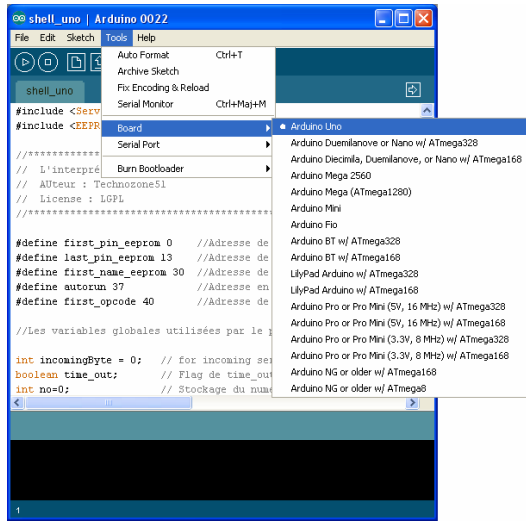 shell_uno | Arduino 0022
File Edit Sketch Tools Help
Auto Format Ctrl+T
Archive Sketch
Fix Encoding & Reload
Serial Monitor Ctrl+Maj+M
Board
Serial Port
Burn Bootloader
Arduino Uno
Arduino Duemilanove or Nano w/ ATmega328
Arduino Diecimila, Duemilanove, or Nano w/ ATmega168
Arduino Mega 2560
Arduino Mega (ATmega1280)
Arduino Mini
Arduino Fio
Arduino BT w/ ATmega328
Arduino BT w/ ATmega168
LilyPad Arduino w/ ATmega328
LilyPad Arduino w/ ATmega168
Arduino Pro or Pro Mini (5V, 16 MHz) w/ ATmega328
Arduino Pro or Pro Mini (5V, 16 MHz) w/ ATmega168
Arduino Pro or Pro Mini (3.3V, 8 MHz) w/ ATmega328
Arduino Pro or Pro Mini (3.3V, 8 MHz) w/ ATmega168
Arduino NG or older w/ ATmega168
Arduino NG or older w/ ATmega8
shell_uno
#include <Serv
#include <EEPR
//*************************************
// L'interpré
// AUteur : Technozone51
// License : LGPL
//*************************************
#define first_pin_eeprom 0 //Adresse de
#define last_pin_eeprom 13 //Adresse de
#define first_name_eeprom 30 //Adresse de
#define autorun 37 //Adresse en
#define first_opcode 40 //Adresse de
//Les variables globales utilisées par le p
int incomingByte = 0; // for incoming ser
boolean time_out; // Flag de time_out
int no=0; // Stockage du numé
1